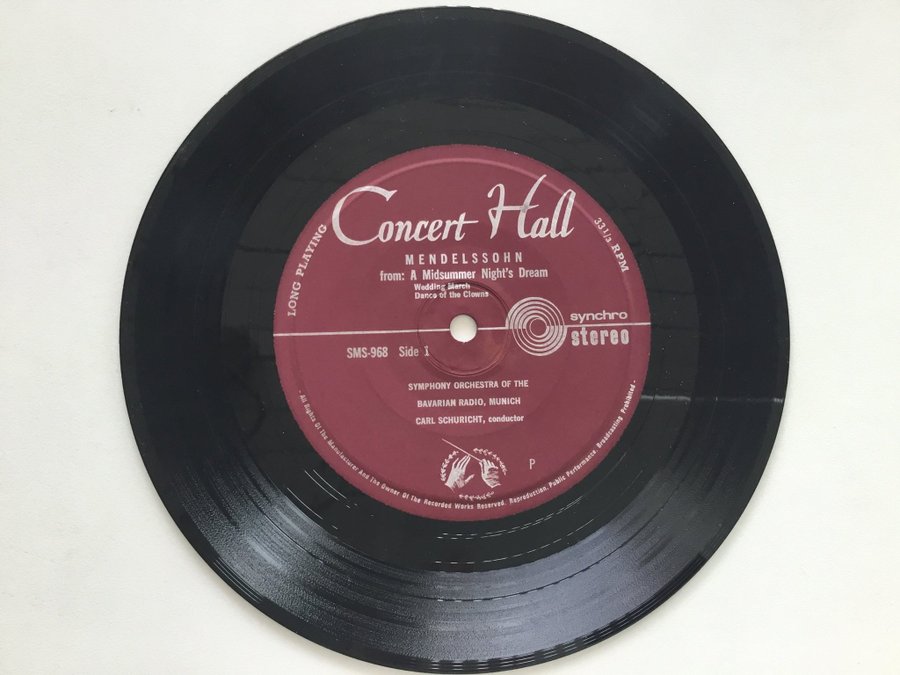 Concert Hall
LONG PLAYING
33 1/3 RPM
MENDELSSOHN
from: A Midsummer Night's Dream
Wedding March
Dance of the Clowns
synchro
stereo
SMS-968 Side 1
SYMPHONY ORCHESTRA OF THE
BAVARIAN RADIO, MUNICH
CARL SCHURICHT, conductor
P
- All Rights Of The Manufacturer And The Owner Of The Recorded Works Reserved. Reproduction, Public Performance, Broadcasting Prohibited -